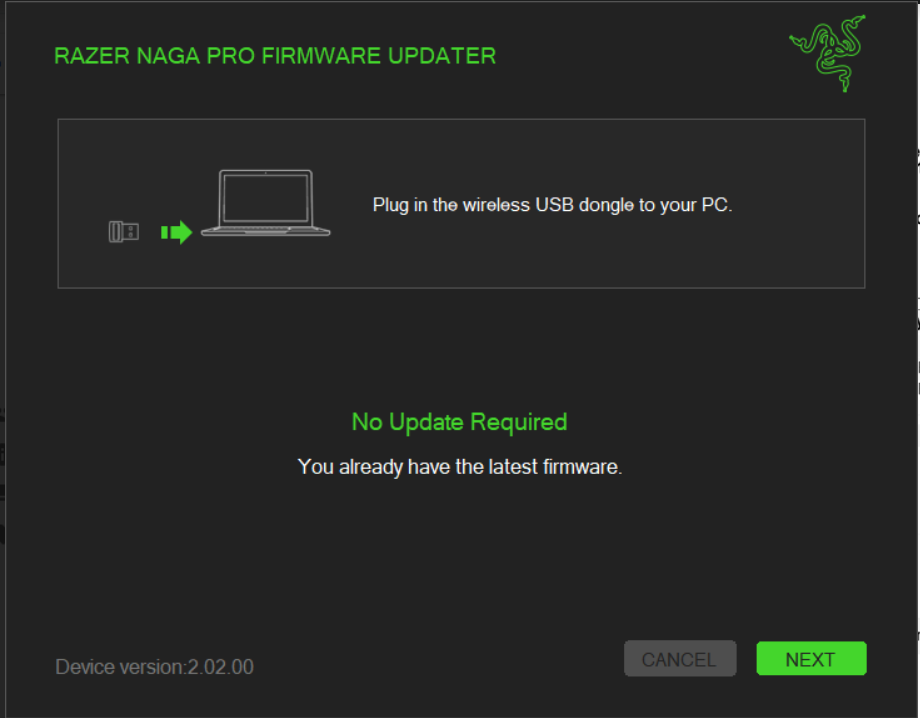 RAZER NAGA PRO FIRMWARE UPDATER
Plug in the wireless USB dongle to your PC.
No Update Required
You already have the latest firmware.
Device version:2.02.00
CANCEL
NEXT